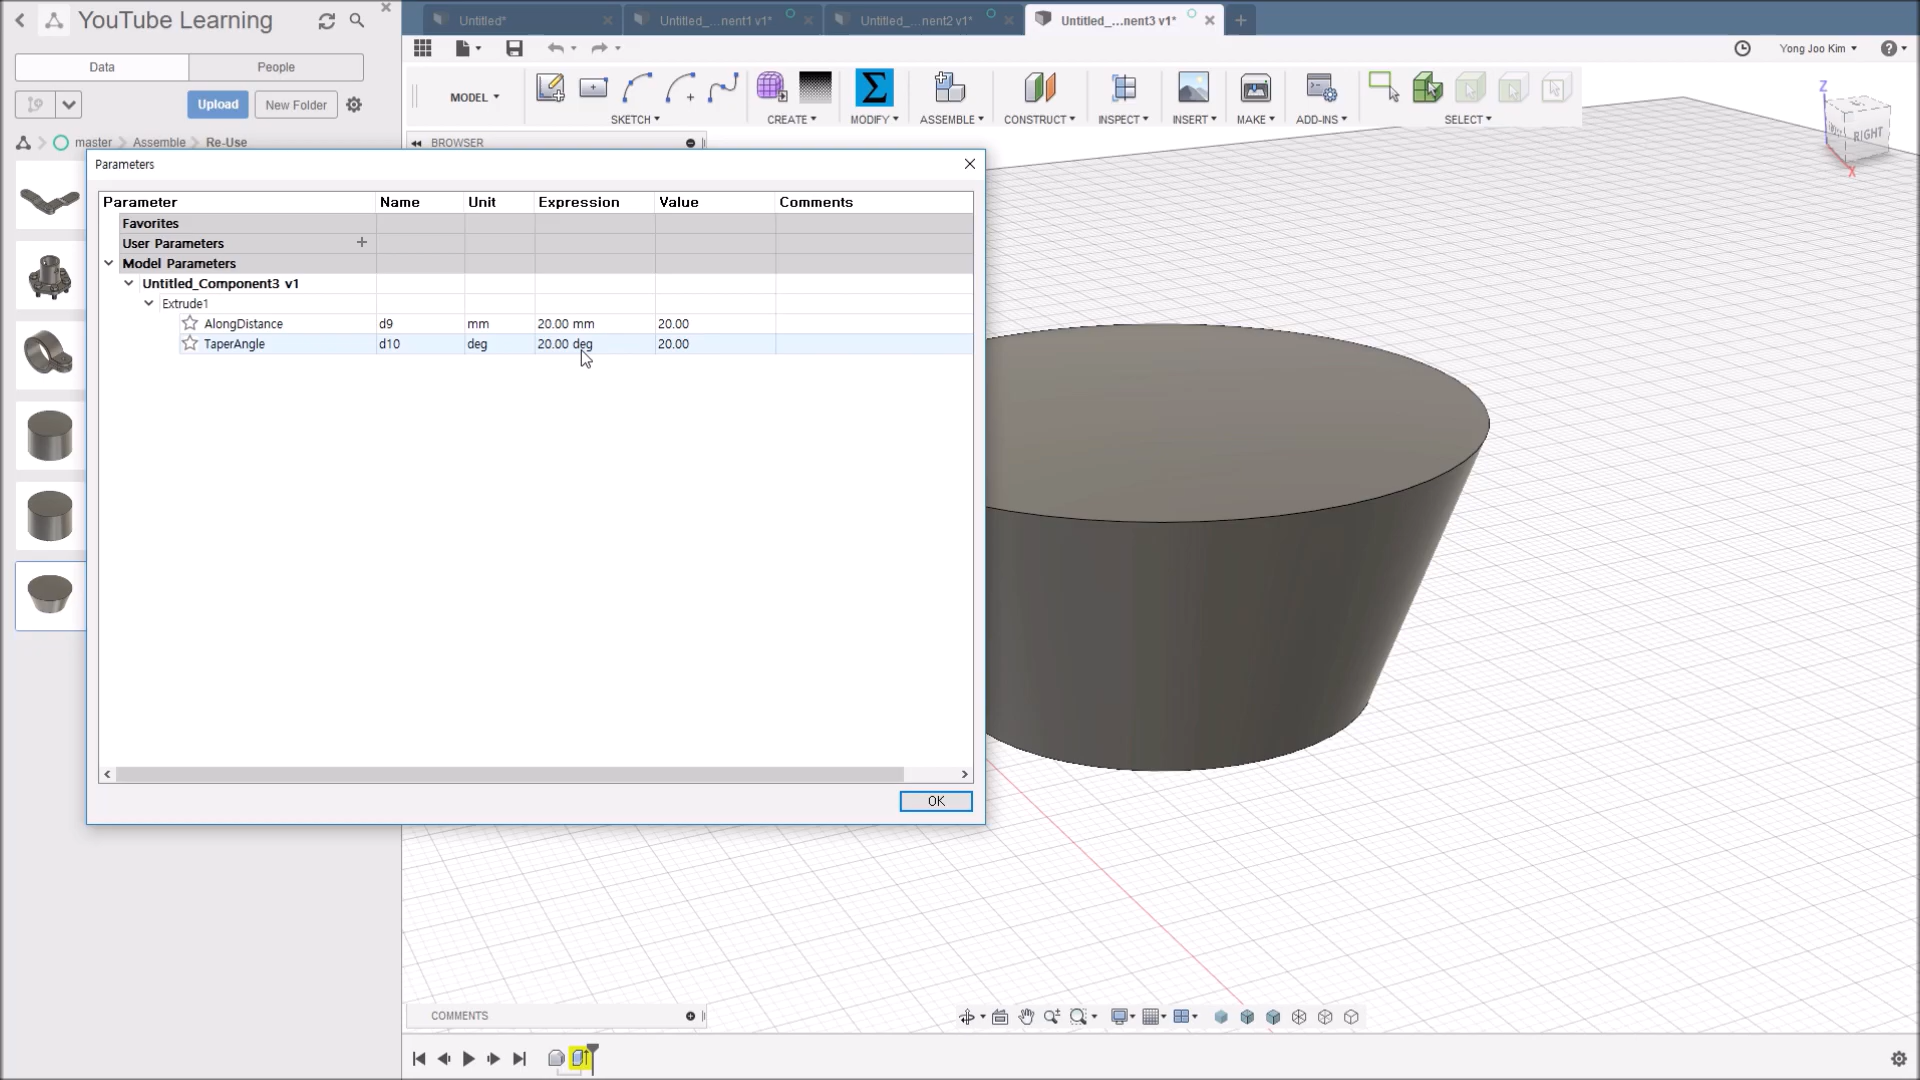 YouTube Learning
Data
People
Upload
New Folder
master
Assemble
Re-Use
Untitled*
Untitled_...nent1 v1*
Untitled_...nent2 v1*
Untitled_...nent3 v1*
Yong Joo Kim
MODEL
SKETCH
CREATE
MODIFY
ASSEMBLE
CONSTRUCT
INSPECT
INSERT
MAKE
ADD-INS
SELECT
BROWSER
Z
RIGHT
X
Parameters
Parameter Name Unit Expression Value Comments
Favorites
User Parameters +
Model Parameters
Untitled_Component3 v1
Extrude1
AlongDistance d9 mm 20.00 mm 20.00
TaperAngle d10 deg 20.00 deg 20.00
OK
COMMENTS